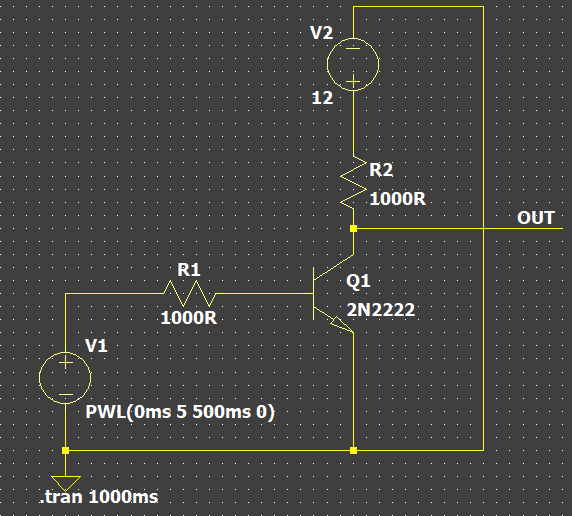 V2
12
R2
1000R
OUT
R1
1000R
Q1
2N2222
V1
PWL(0ms 5 500ms 0)
.tran 1000ms